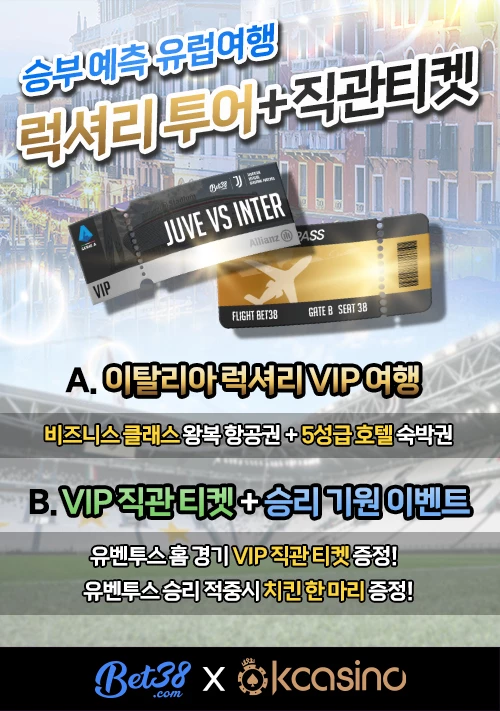 승부 예측 유럽여행
럭셔리 투어+직관티켓
Bet38
JUVE VS INTER
Allianz
VIP
PASS
FLIGHT BET38
GATE B SEAT 38
A. 이탈리아 럭셔리 VIP 여행
비즈니스 클래스 왕복 항공권 + 5성급 호텔 숙박권
B. VIP 직관 티켓 + 승리 기원 이벤트
유벤투스 홈 경기 VIP 직관 티켓 증정!
유벤투스 승리 적중시 치킨 한 마리 증정!
Bet38.com X kcasino